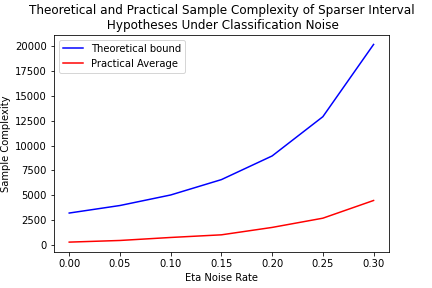 Theoretical and Practical Sample Complexity of Sparser Interval
Hypotheses Under Classification Noise
Theoretical bound
Practical Average
Sample Complexity
20000
17500
15000
12500
10000
7500
5000
2500
0
0.00 0.05 0.10 0.15 0.20 0.25 0.30
Eta Noise Rate